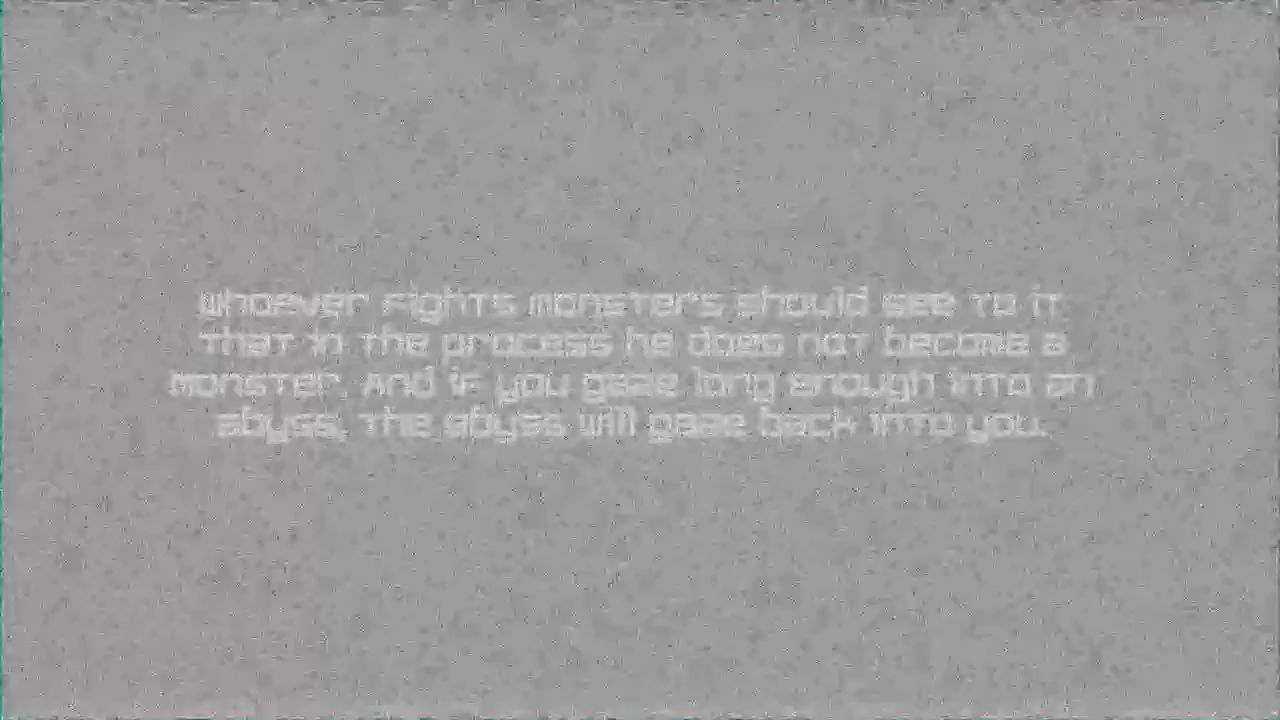 Whoever fights monsters should see to it
that in the process he does not become a
monster. And if you gaze long enough into an
abyss, the abyss will gaze back into you.